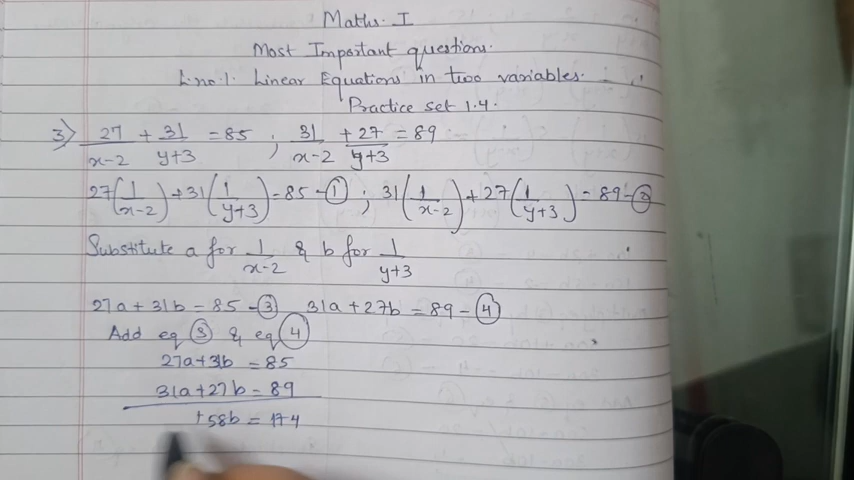 Maths. I
Most Important questions.
L.no.1. Linear Equations in two variables.
Practice set 1.4.
3) 27/(x-2) + 31/(y+3) = 85 ; 31/(x-2) + 27/(y+3) = 89
27(1/(x-2)) + 31(1/(y+3)) = 85 - ① ; 31(1/(x-2)) + 27(1/(y+3)) = 89 - ②
Substitute a for 1/(x-2) & b for 1/(y+3)
27a + 31b = 85 - ③ 31a + 27b = 89 - ④
Add eq ③ & eq ④
27a + 31b = 85
31a + 27b = 89
+ 58b = 174